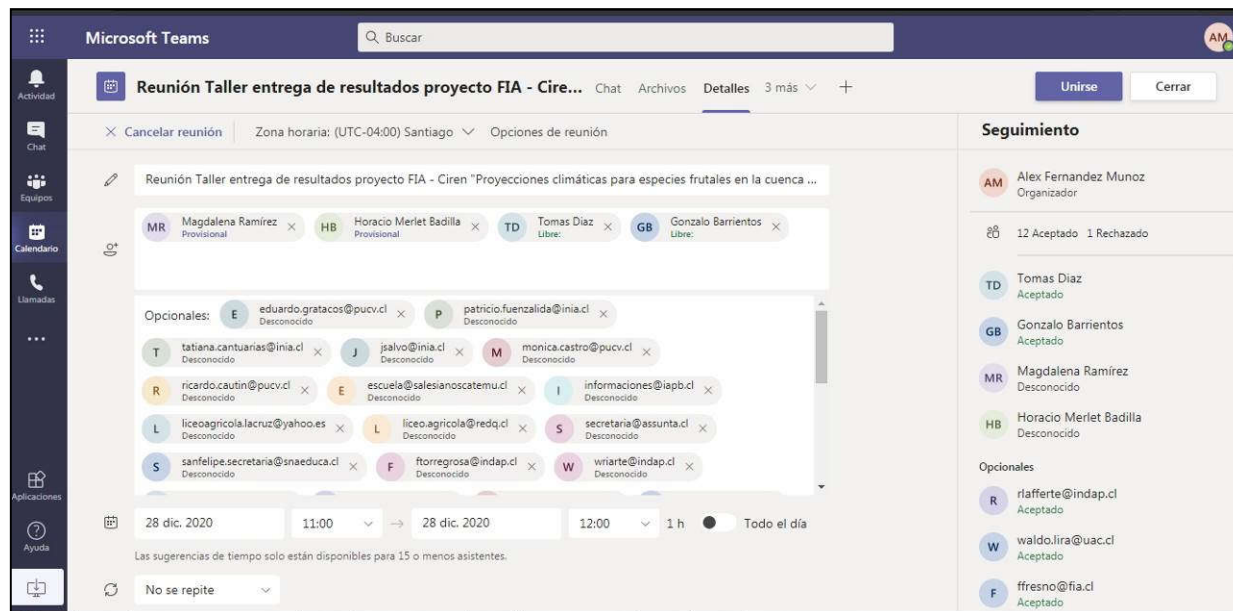 Microsoft Teams
Buscar
AM
Actividad
Chat
Equipos
Calendario
Llamadas
Aplicaciones
Ayuda
Reunión Taller entrega de resultados proyecto FIA - Cire... Chat Archivos Detalles 3 más
Unirse Cerrar
Cancelar reunión Zona horaria: (UTC-04:00) Santiago Opciones de reunión
Reunión Taller entrega de resultados proyecto FIA - Ciren "Proyecciones climáticas para especies frutales en la cuenca ...
MR Magdalena Ramírez HB Horacio Merlet Badilla TD Tomas Diaz GB Gonzalo Barrientos
Provisional Provisional Libre: Libre:
Opcionales: E eduardo.gratacos@pucv.cl P patricio.fuenzalida@inia.cl
Desconocido Desconocido
T tatiana.cantuarias@inia.cl J jsalvo@inia.cl M monica.castro@pucv.cl
Desconocido Desconocido Desconocido
R ricardo.cautin@pucv.cl E escuela@salesianoscatemu.cl I informaciones@iapb.cl
Desconocido Desconocido Desconocido
L liceoagricola.lacruz@yahoo.es L liceo.agricola@redq.cl S secretaria@assunta.cl
Desconocido Desconocido Desconocido
S sanfelipe.secretaria@snaeduca.cl F ftorregrosa@indap.cl W wriarte@indap.cl
Desconocido Desconocido Desconocido
28 dic. 2020 11:00 28 dic. 2020 12:00 1 h Todo el día
Las sugerencias de tiempo solo están disponibles para 15 o menos asistentes.
No se repite
Seguimiento
AM Alex Fernandez Munoz
Organizador
12 Aceptado 1 Rechazado
TD Tomas Diaz
Aceptado
GB Gonzalo Barrientos
Aceptado
MR Magdalena Ramírez
Desconocido
HB Horacio Merlet Badilla
Desconocido
Opcionales
R rlafferte@indap.cl
Aceptado
W waldo.lira@uac.cl
Aceptado
F ffresno@fia.cl
Aceptado